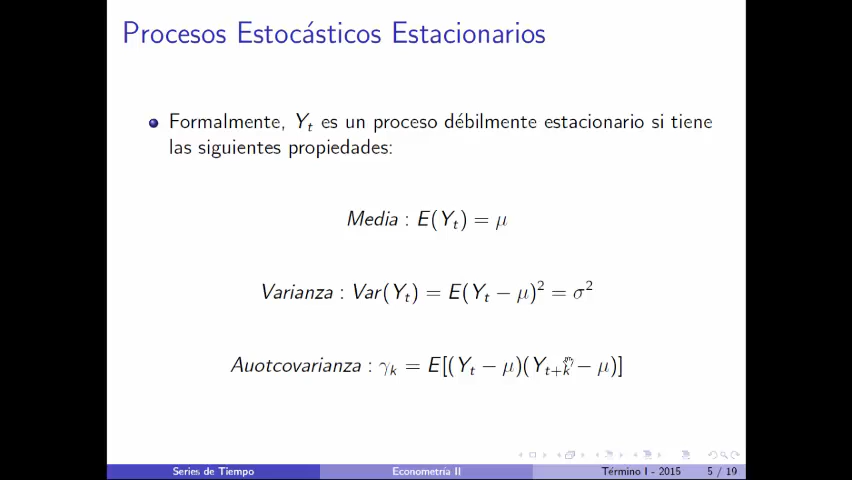 Procesos Estocásticos Estacionarios
Formalmente, Yₜ es un proceso débilmente estacionario si tiene
las siguientes propiedades:
Media : E(Yₜ) = μ
Varianza : Var(Yₜ) = E(Yₜ − μ)² = σ²
Auotcovarianza : γₖ = E[(Yₜ − μ)(Yₜ₊ₖ − μ)]
Series de Tiempo Econometría II Término I - 2015 5 / 19